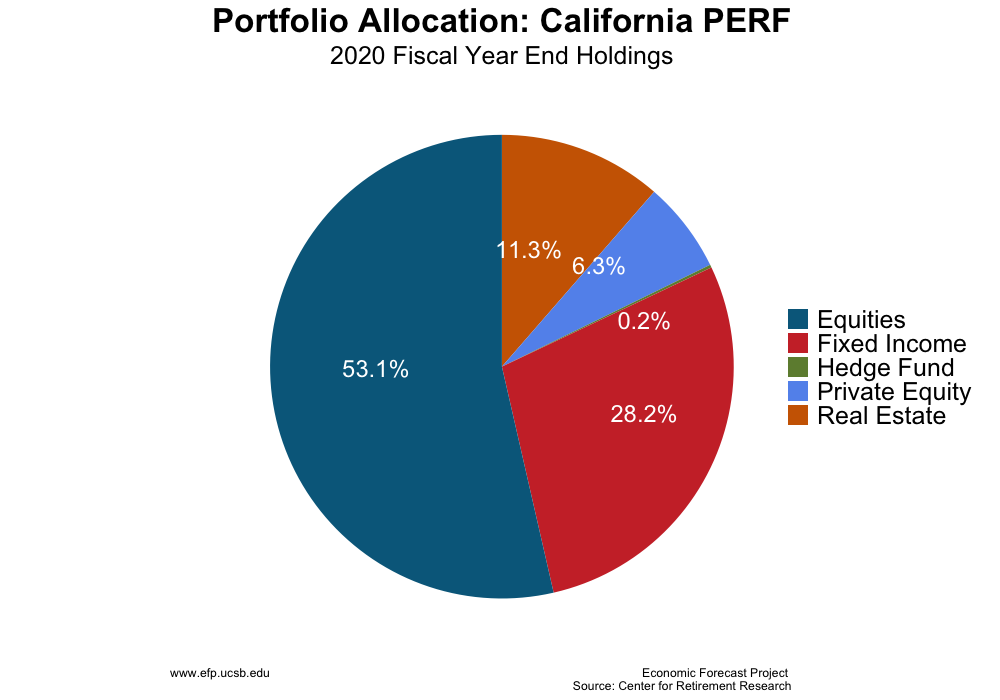 Portfolio Allocation: California PERF
2020 Fiscal Year End Holdings
11.3%
6.3%
0.2%
53.1%
28.2%
Equities
Fixed Income
Hedge Fund
Private Equity
Real Estate
www.efp.ucsb.edu
Economic Forecast Project
Source: Center for Retirement Research